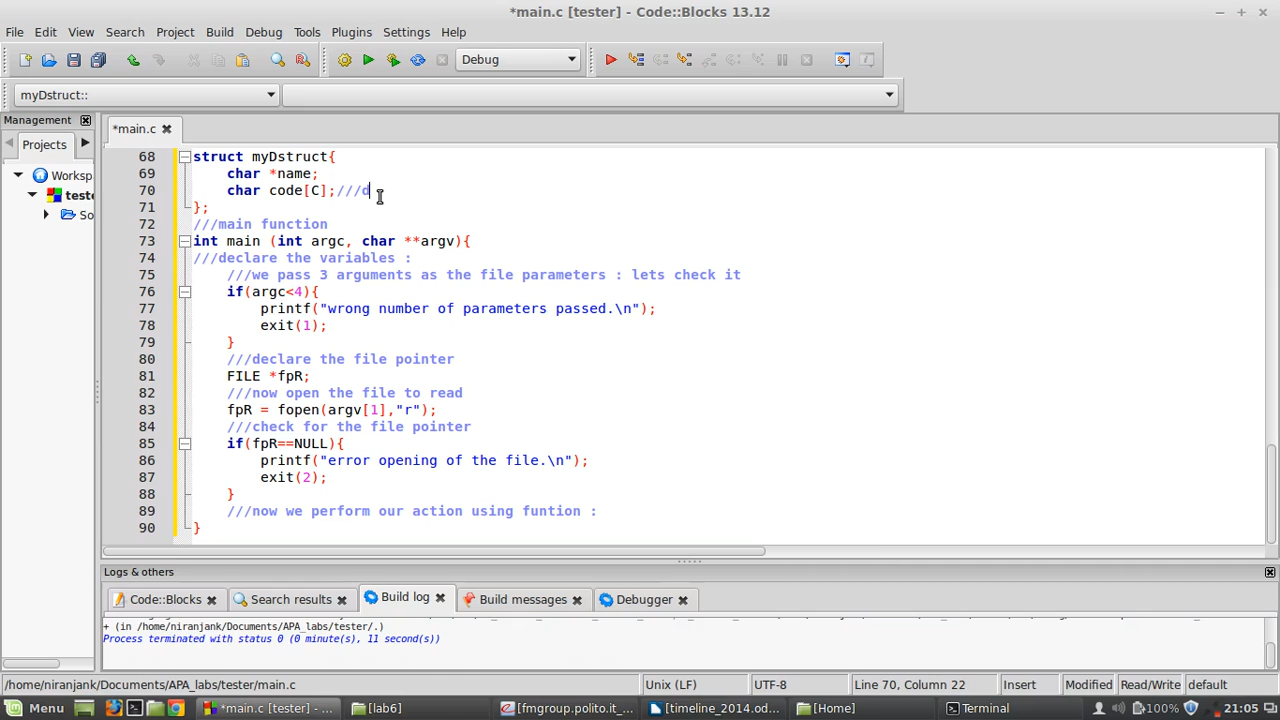 *main.c [tester] - Code::Blocks 13.12
File Edit View Search Project Build Debug Tools Plugins Settings Help
Debug
myDstruct::
Management
Projects
*main.c
Worksp
teste
So
68 struct myDstruct{
69 char *name;
70 char code[C];///d
71 };
72 ///main function
73 int main (int argc, char **argv){
74 ///declare the variables :
75 ///we pass 3 arguments as the file parameters : lets check it
76 if(argc<4){
77 printf("wrong number of parameters passed.\n");
78 exit(1);
79 }
80 ///declare the file pointer
81 FILE *fpR;
82 ///now open the file to read
83 fpR = fopen(argv[1],"r");
84 ///check for the file pointer
85 if(fpR==NULL){
86 printf("error opening of the file.\n");
87 exit(2);
88 }
89 ///now we perform our action using funtion :
90 }
Logs & others
Code::Blocks Search results Build log Build messages Debugger
+ (in /home/niranjank/Documents/APA_labs/tester/.)
Process terminated with status 0 (0 minute(s), 11 second(s))
/home/niranjank/Documents/APA_labs/tester/main.c Unix (LF) UTF-8 Line 70, Column 22 Insert Modified Read/Write default
Menu *main.c [tester] - ... [lab6] [fmgroup.polito.it_... [timeline_2014.od... [Home] Terminal 100% 21:05